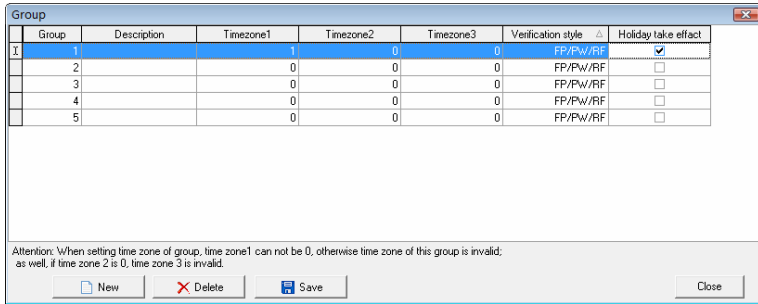 Group
Group Description Timezone1 Timezone2 Timezone3 Verification style Holiday take effact
1 1 0 0 FP/PW/RF
2 0 0 0 FP/PW/RF
3 0 0 0 FP/PW/RF
4 0 0 0 FP/PW/RF
5 0 0 0 FP/PW/RF
Attention: When setting time zone of group, time zone1 can not be 0, otherwise time zone of this group is invalid;
as well, if time zone 2 is 0, time zone 3 is invalid.
New Delete Save Close